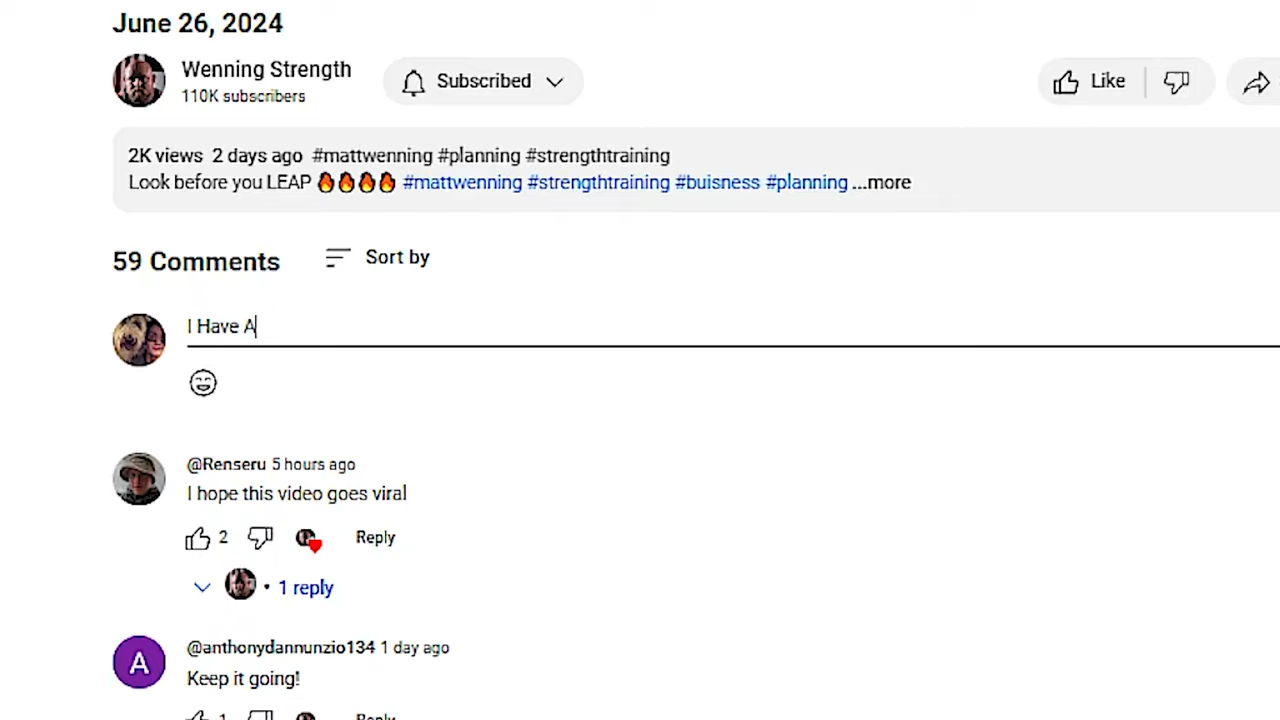 June 26, 2024
Wenning Strength
110K subscribers
Subscribed
Like
2K views 2 days ago #mattwenning #planning #strengthtraining
Look before you LEAP 🔥🔥🔥🔥 #mattwenning #strengthtraining #buisness #planning ...more
59 Comments
Sort by
I Have A
@Renseru 5 hours ago
I hope this video goes viral
2
Reply
• 1 reply
A
@anthonydannunzio134 1 day ago
Keep it going!
1
Reply